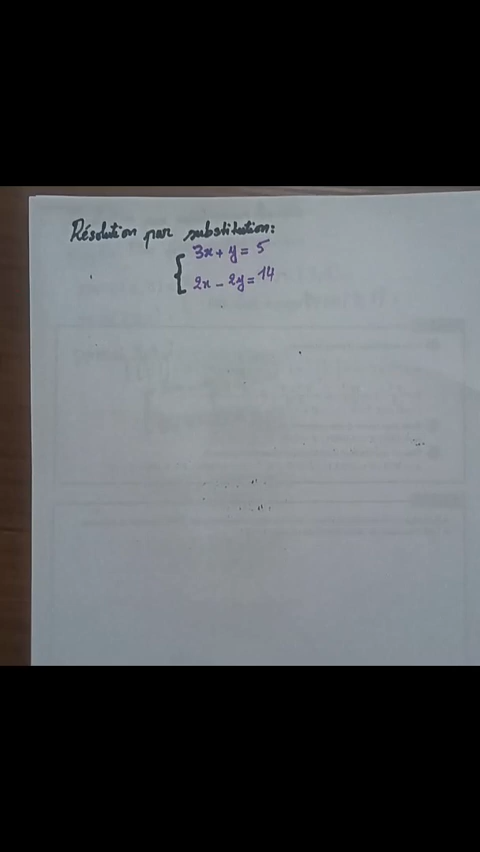 Résolution par substitution:
3x + y = 5
2x - 2y = 14